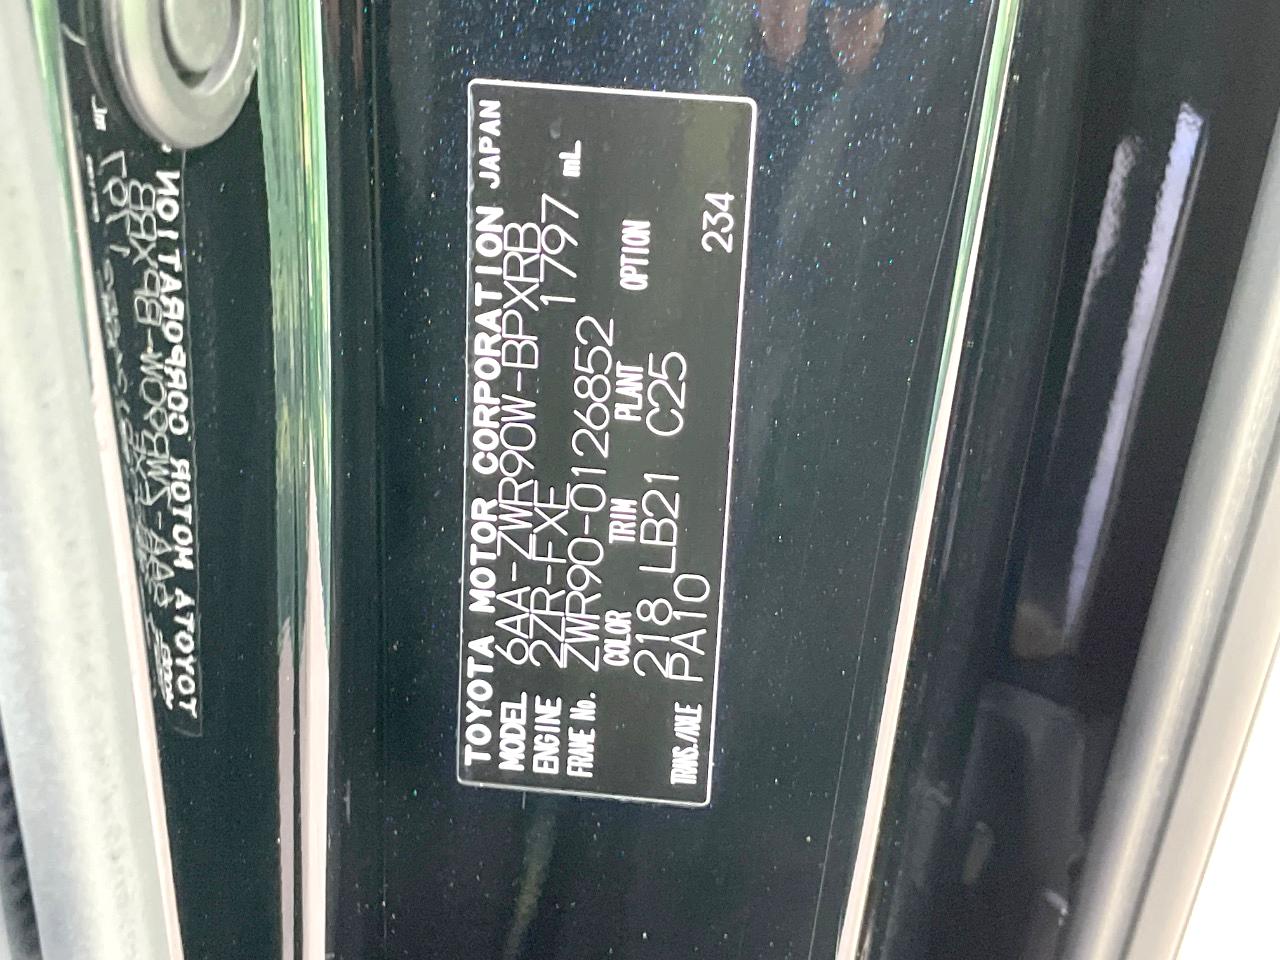 TOYOTA MOTOR CORPORATION JAPAN
MODEL 6AA-ZWR90W-BPXRB
ENGINE 2ZR-FXE 1797 mL
FRAME No. ZWR90-0126852
COLOR TRIM PLANT OPTION
218 LB21 C25
TRANS./AXLE PA10 234